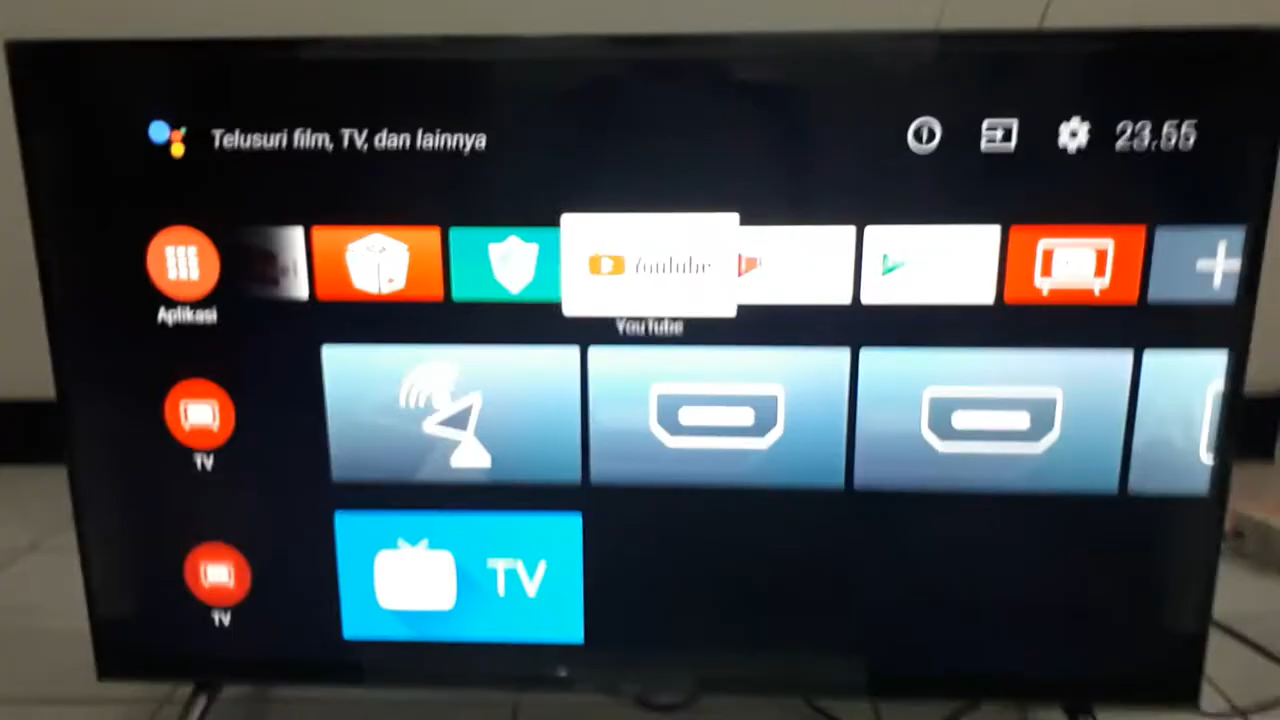 Telusuri film, TV, dan lainnya
23.55
YouTube
Aplikasi
YouTube
TV
TV
TV